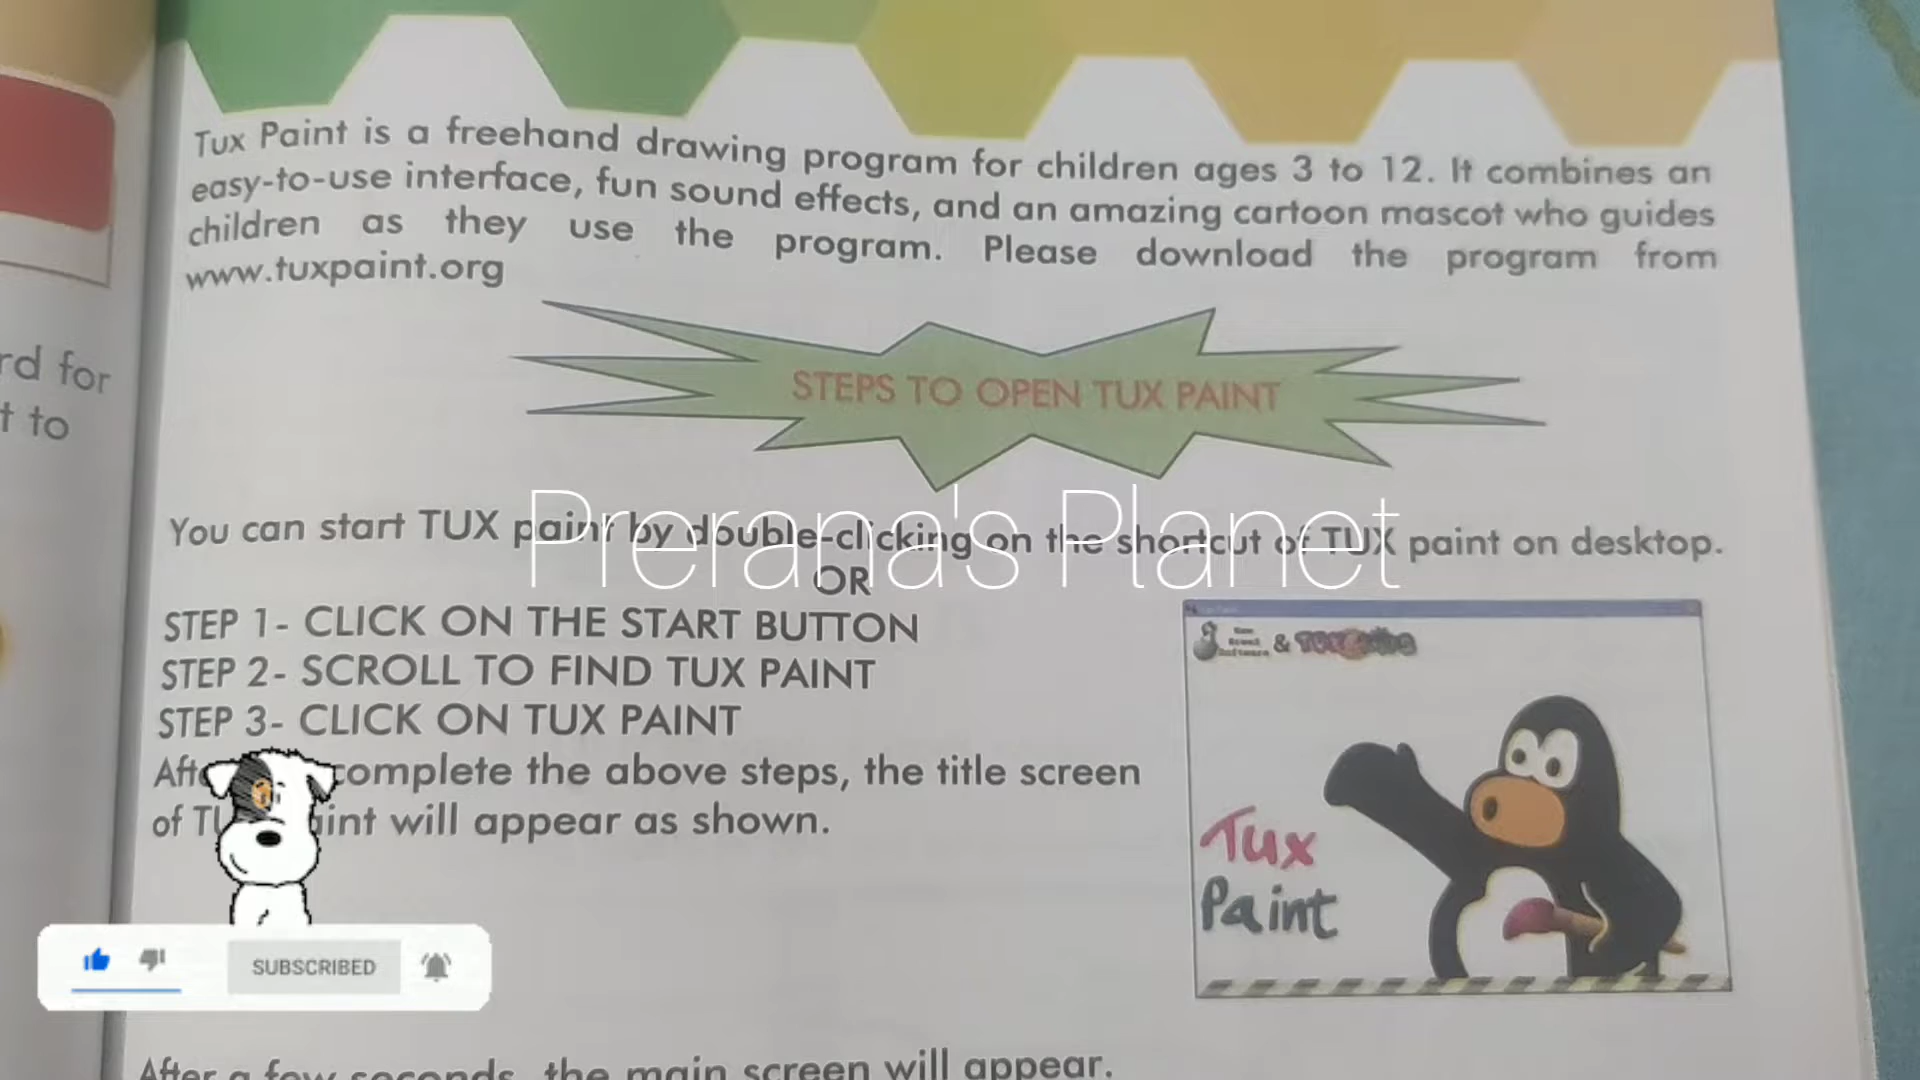 Tux Paint is a freehand drawing program for children ages 3 to 12. It combines an
easy-to-use interface, fun sound effects, and an amazing cartoon mascot who guides
children as they use the program. Please download the program from
www.tuxpaint.org
rd for
t to
STEPS TO OPEN TUX PAINT
You can start TUX paint by double-clicking on the shortcut of TUX paint on desktop.
Prerana's Planet
OR
STEP 1- CLICK ON THE START BUTTON
STEP 2- SCROLL TO FIND TUX PAINT
STEP 3- CLICK ON TUX PAINT
complete the above steps, the title screen
of will appear as shown.
&
Tux
Paint
SUBSCRIBED
After a few seconds, the main screen will appear.